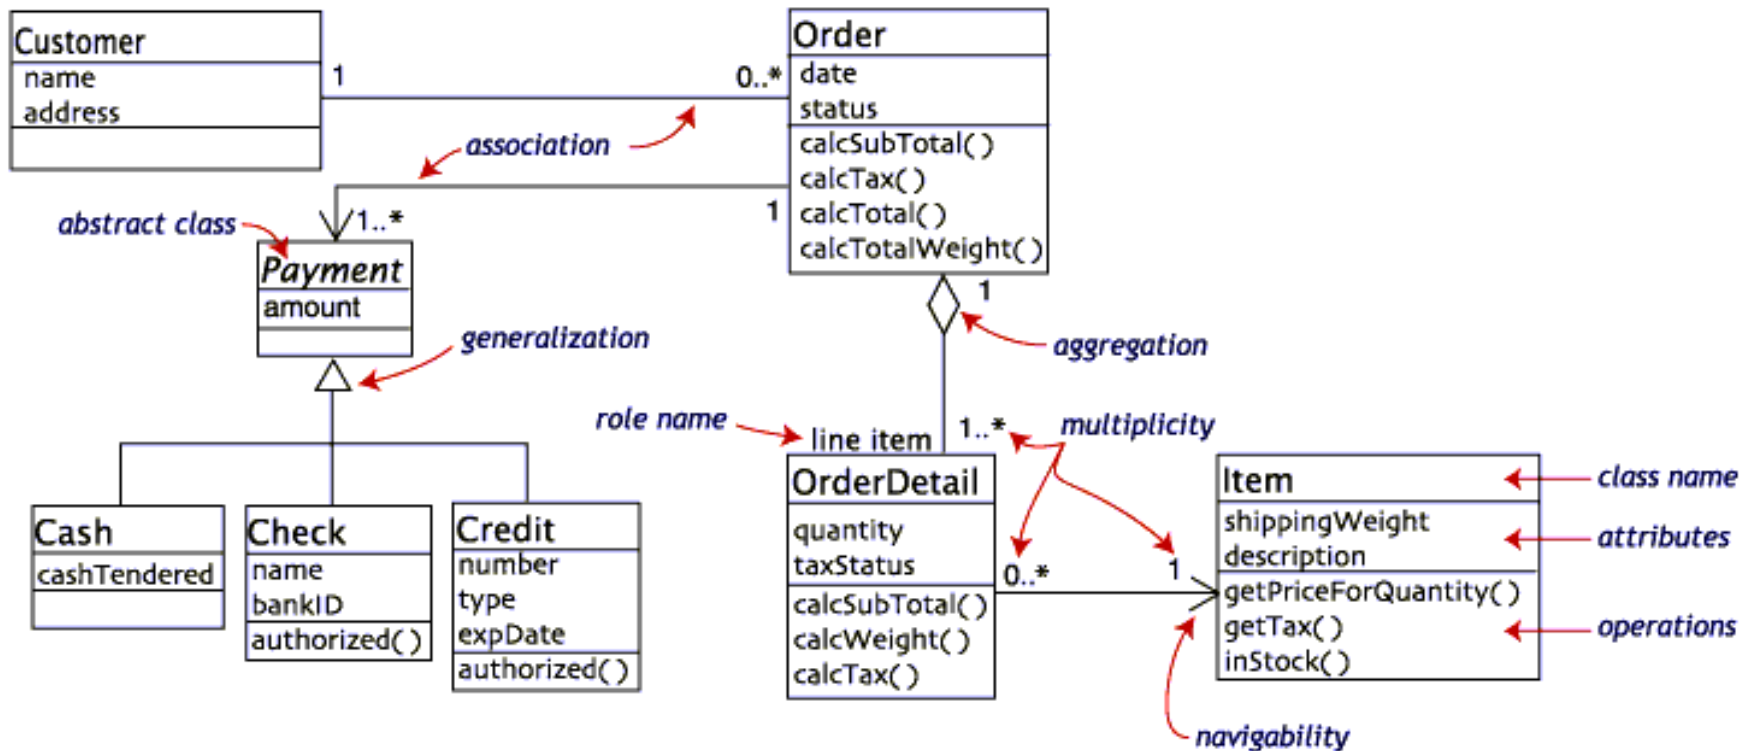 Customer
name
address
1
0..*
association
Order
date
status
calcSubTotal()
calcTax()
calcTotal()
calcTotalWeight()
1
abstract class
1..*
Payment
amount
generalization
1
aggregation
role name
line item
1..*
multiplicity
Cash
cashTendered
Check
name
bankID
authorized()
Credit
number
type
expDate
authorized()
OrderDetail
quantity
taxStatus
calcSubTotal()
calcWeight()
calcTax()
0..*
1
Item
shippingWeight
description
getPriceForQuantity()
getTax()
inStock()
class name
attributes
operations
navigability